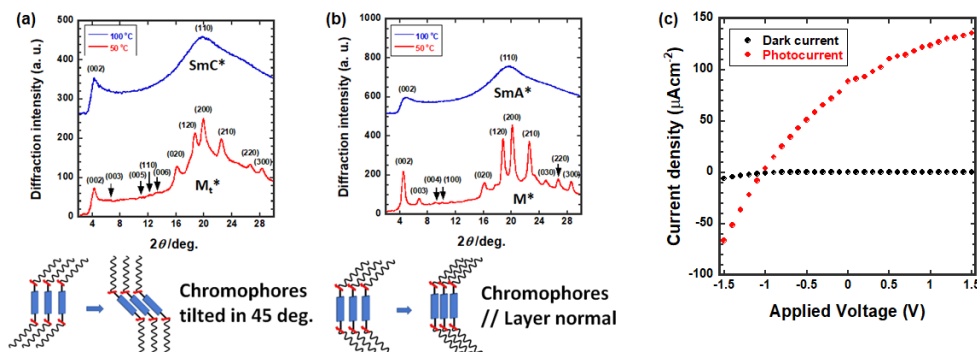 (a)
Diffraction intensity (a. u.)
500
400
300
200
100
0
100 °C
50 °C
(110)
(002)
SmC*
(200)
(120)
(210)
(110)
(020)
(220)
(300)
(002)
(003)
(005)
(006)
Mt*
4 8 12 16 20 24 28
2θ/deg.
Chromophores
tilted in 45 deg.
(b)
Diffraction intensity (a. u.)
1000
800
600
400
200
0
100 °C
50 °C
(110)
(002)
SmA*
(200)
(120)
(210)
(002)
(220)
(020)
(030)
(300)
(003)
(004)
(100)
M*
2 4 8 12 16 20 24 28
2θ/deg.
Chromophores
// Layer normal
(c)
Current density (μAcm-2)
150
100
50
0
-50
-100
Dark current
Photocurrent
-1.5 -1 -0.5 0 0.5 1 1.5
Applied Voltage (V)